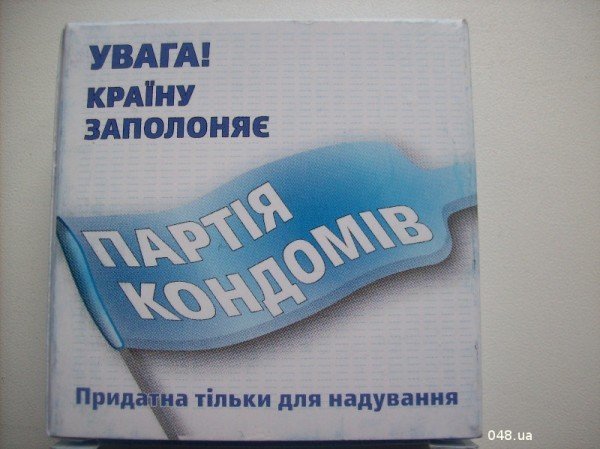 УВАГА!
КРАЇНУ
ЗАПОЛОНЯЄ
ПАРТІЯ
КОНДОМІВ
Придатна тільки для надування
048.ua